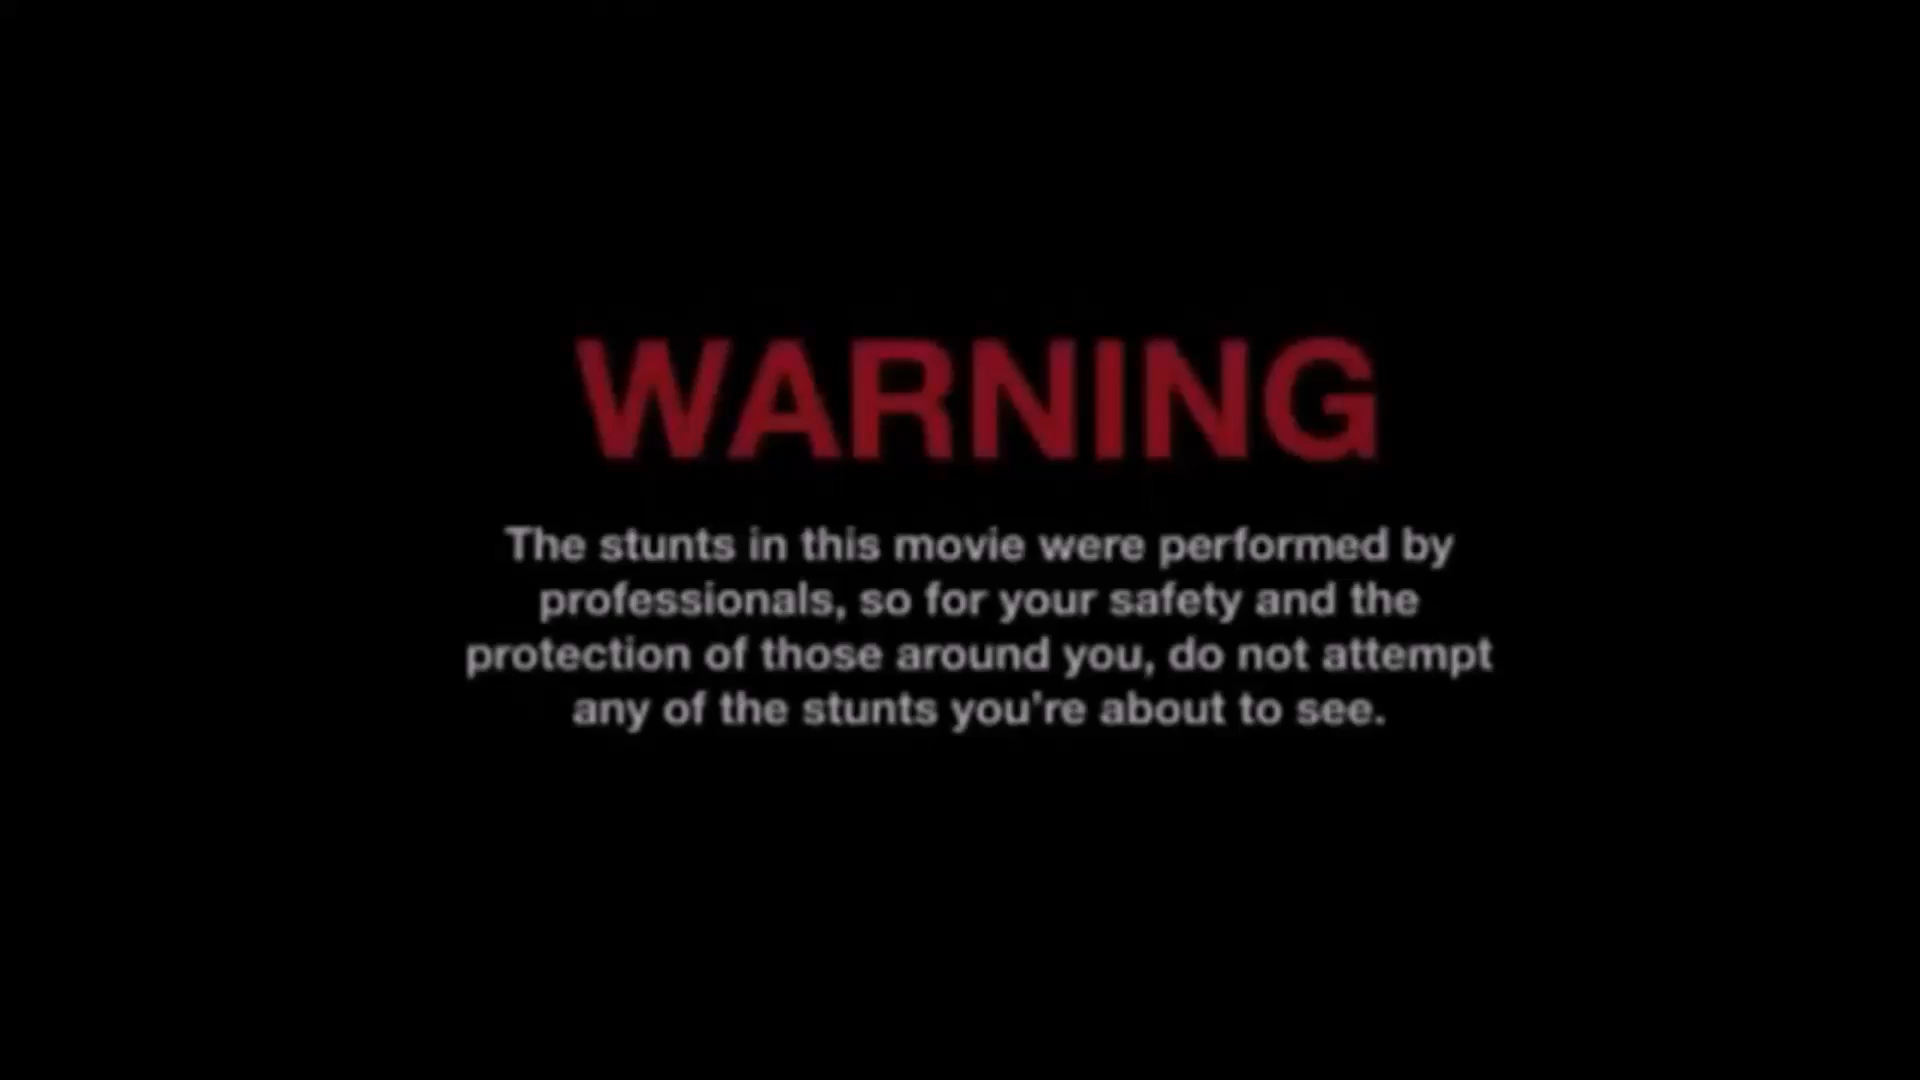 WARNING
The stunts in this movie were performed by
professionals, so for your safety and the
protection of those around you, do not attempt
any of the stunts you're about to see.